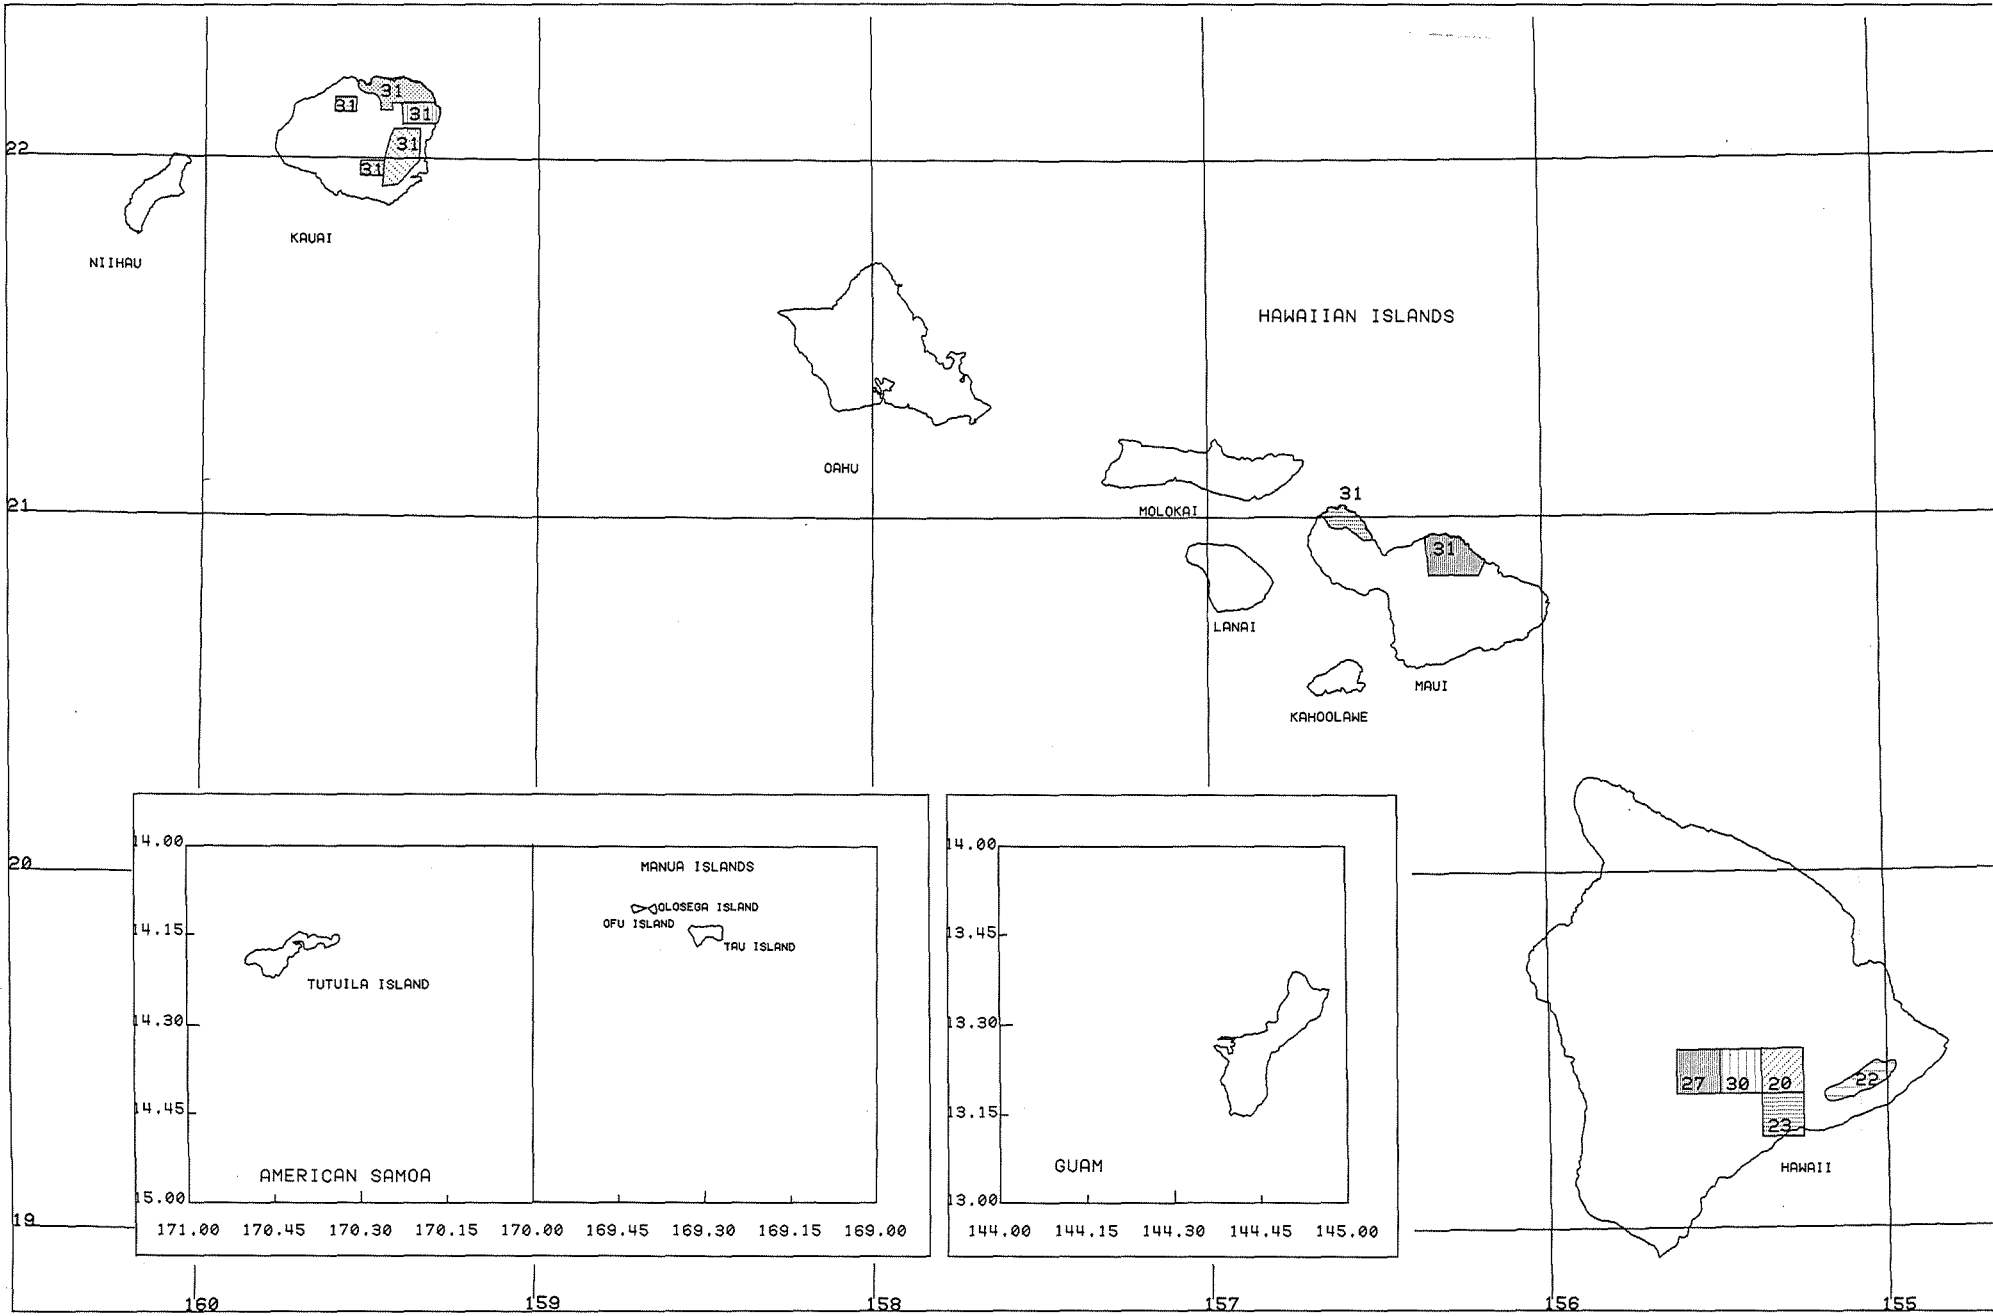 31
31
31
31
31
22
KAUAI
NIIHAU
HAWAIIAN ISLANDS
OAHU
31
21
MOLOKAI
31
LANAI
MAUI
KAHOOLAWE
20
14.00
MANUA ISLANDS
OLOSEGA ISLAND
OFU ISLAND
14.15
TAU ISLAND
TUTUILA ISLAND
14.30
14.45
AMERICAN SAMOA
15.00
171.00 170.45 170.30 170.15 170.00 169.45 169.30 169.15 169.00
14.00
13.45
13.30
13.15
GUAM
13.00
144.00 144.15 144.30 144.45 145.00
27 30 20 22
23
HAWAII
19
160 159 158 157 156 155